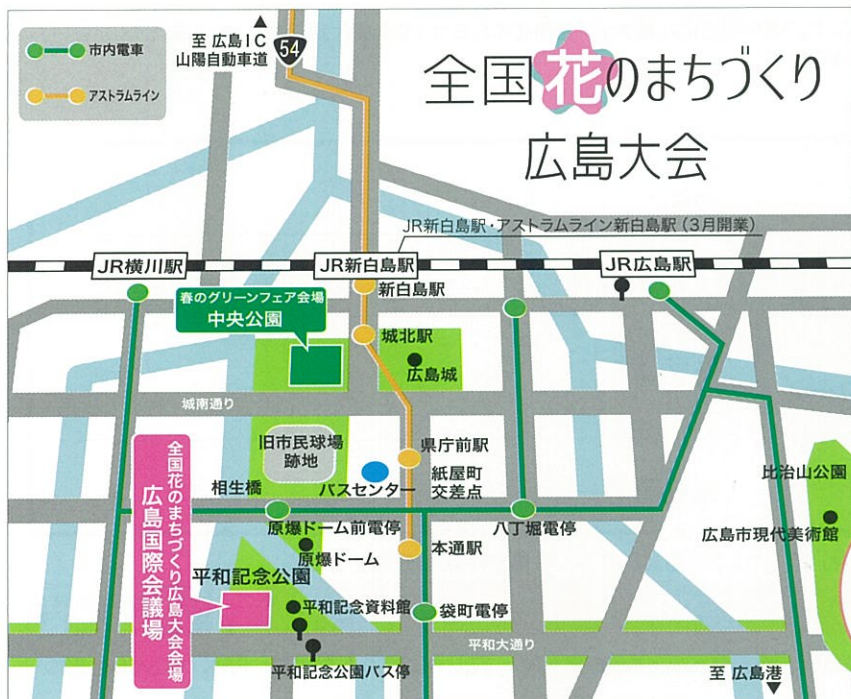 市内電車
アストラムライン
至 広島IC
山陽自動車道
54
全国花のまちづくり
広島大会
JR新白島駅・アストラムライン新白島駅(3月開業)
JR横川駅
JR新白島駅
JR広島駅
新白島駅
春のグリーンフェア会場
中央公園
城北駅
広島城
城南通り
旧市民球場
跡地
県庁前駅
バスセンター
紙屋町
交差点
相生橋
原爆ドーム前電停
原爆ドーム
本通駅
八丁堀電停
比治山公園
広島市現代美術館
全国花のまちづくり広島大会会場
広島国際会議場
平和記念公園
平和記念資料館
袋町電停
平和大通り
平和記念公園バス停
至 広島港